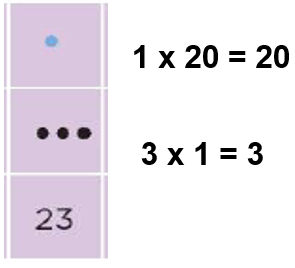 1 x 20 = 20
3 x 1 = 3
23